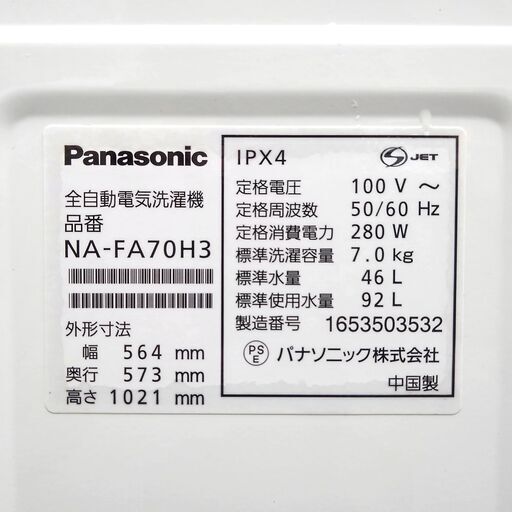 Panasonic
全自動電気洗濯機
品番
NA-FA70H3
外形寸法
幅 564 mm
奥行 573 mm
高さ 1021 mm
IPX4
S JET
定格電圧 100 V ～
定格周波数 50/60 Hz
定格消費電力 280 W
標準洗濯容量 7.0 kg
標準水量 46 L
標準使用水量 92 L
製造番号 1653503532
PS E パナソニック株式会社
中国製